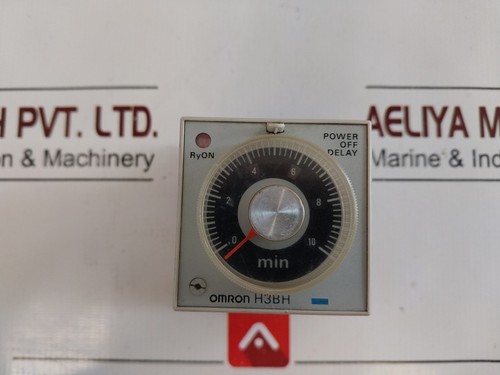 H PVT. LTD.
AELIYA M
on & Machinery
Marine & Ind
RyON
POWER
OFF
DELAY
0 2 4 6 8 10
min
OMRON H3BH